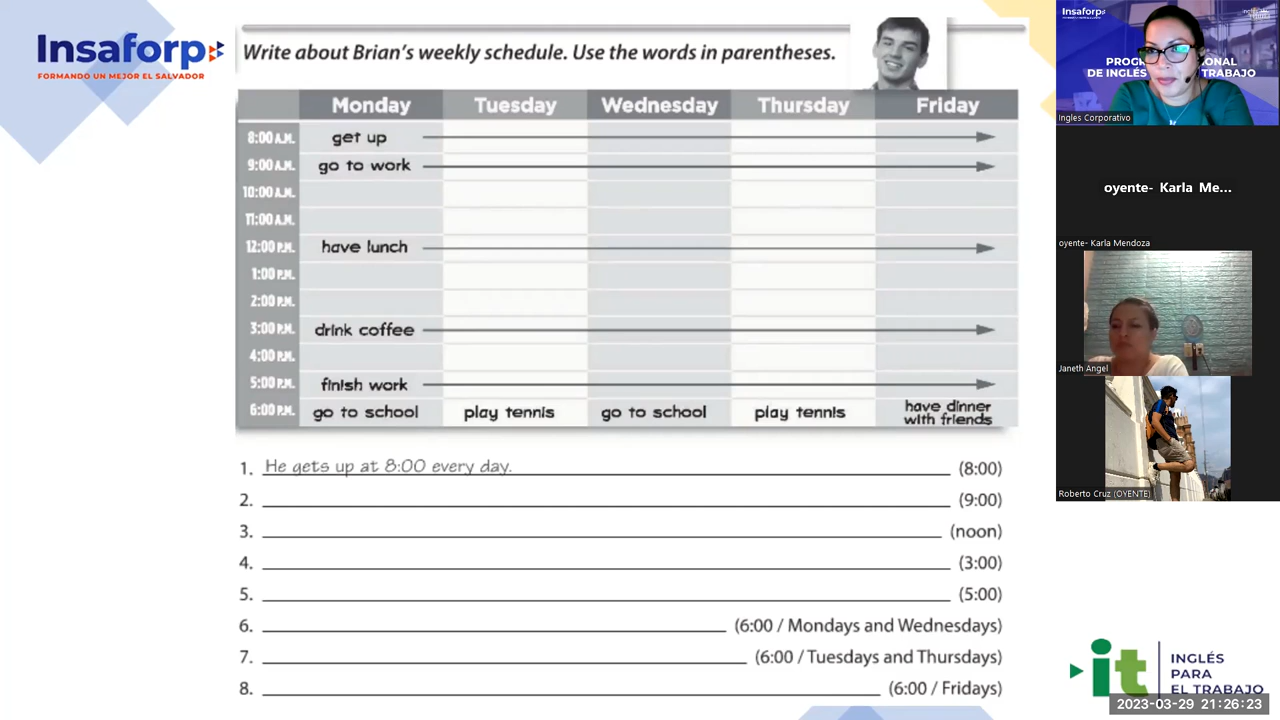 Insaforp
FORMANDO UN MEJOR EL SALVADOR
Write about Brian's weekly schedule. Use the words in parentheses.
Monday Tuesday Wednesday Thursday Friday
8:00 A.M. get up
9:00 A.M. go to work
10:00 A.M.
11:00 A.M.
12:00 P.M. have lunch
1:00 P.M.
2:00 P.M.
3:00 P.M. drink coffee
4:00 P.M.
5:00 P.M. finish work
6:00 P.M. go to school play tennis go to school play tennis have dinner with friends
1. He gets up at 8:00 every day. (8:00)
2. (9:00)
3. (noon)
4. (3:00)
5. (5:00)
6. (6:00 / Mondays and Wednesdays)
7. (6:00 / Tuesdays and Thursdays)
8. (6:00 / Fridays)
Insaforp
DE INGLÉS TRABAJO
Ingles Corporativo
oyente- Karla Me...
oyente- Karla Mendoza
Janeth Angel
Roberto Cruz (OYENTE)
it INGLÉS
PARA
EL TRABAJO
2023-03-29 21:26:23